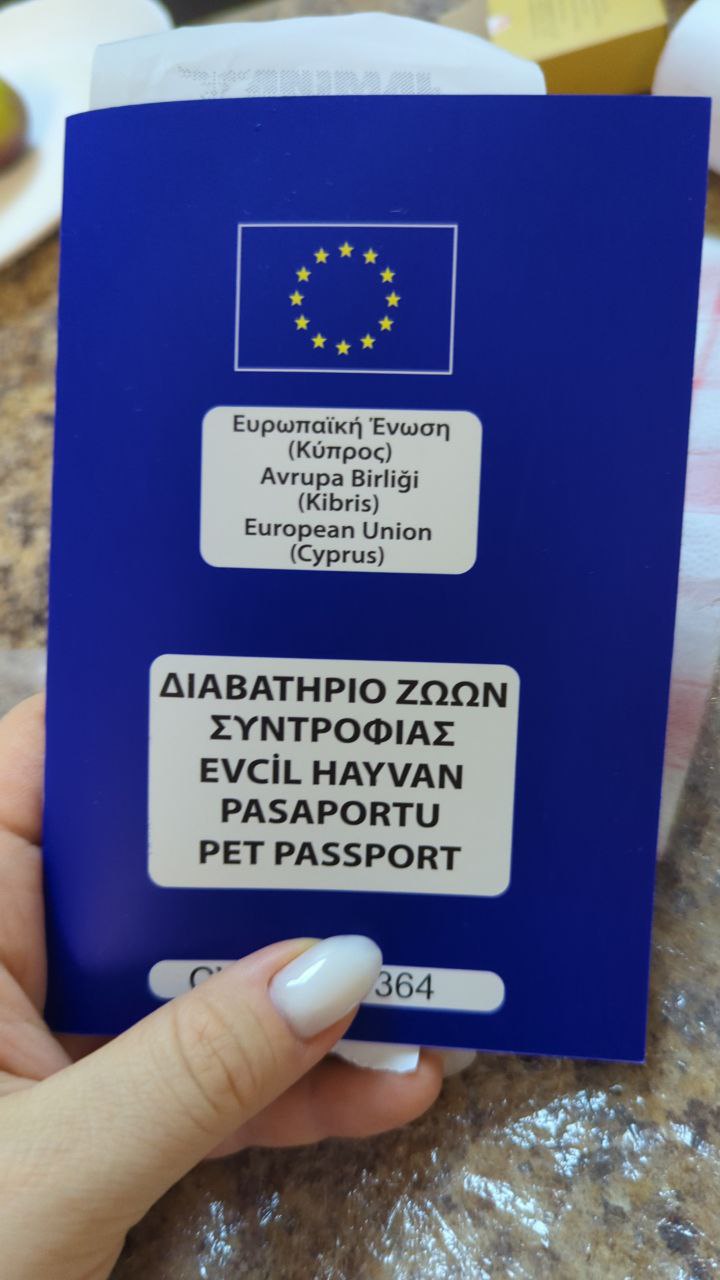 Ευρωπαϊκή Ένωση
(Κύπρος)
Avrupa Birliği
(Kibris)
European Union
(Cyprus)
ΔΙΑΒΑΤΗΡΙΟ ΖΩΩΝ
ΣΥΝΤΡΟΦΙΑΣ
EVCİL HAYVAN
PASAPORTU
PET PASSPORT
364